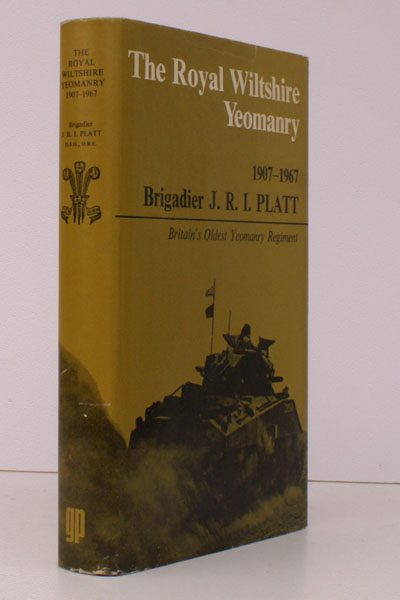 THE
ROYAL
WILTSHIRE
YEOMANRY
1907-1967
Brigadier
J. R. I. PLATT
D.S.O., O.B.E.
gp
The Royal Wiltshire
Yeomanry
1907-1967
Brigadier J. R. I. PLATT
Britain's Oldest Yeomanry Regiment